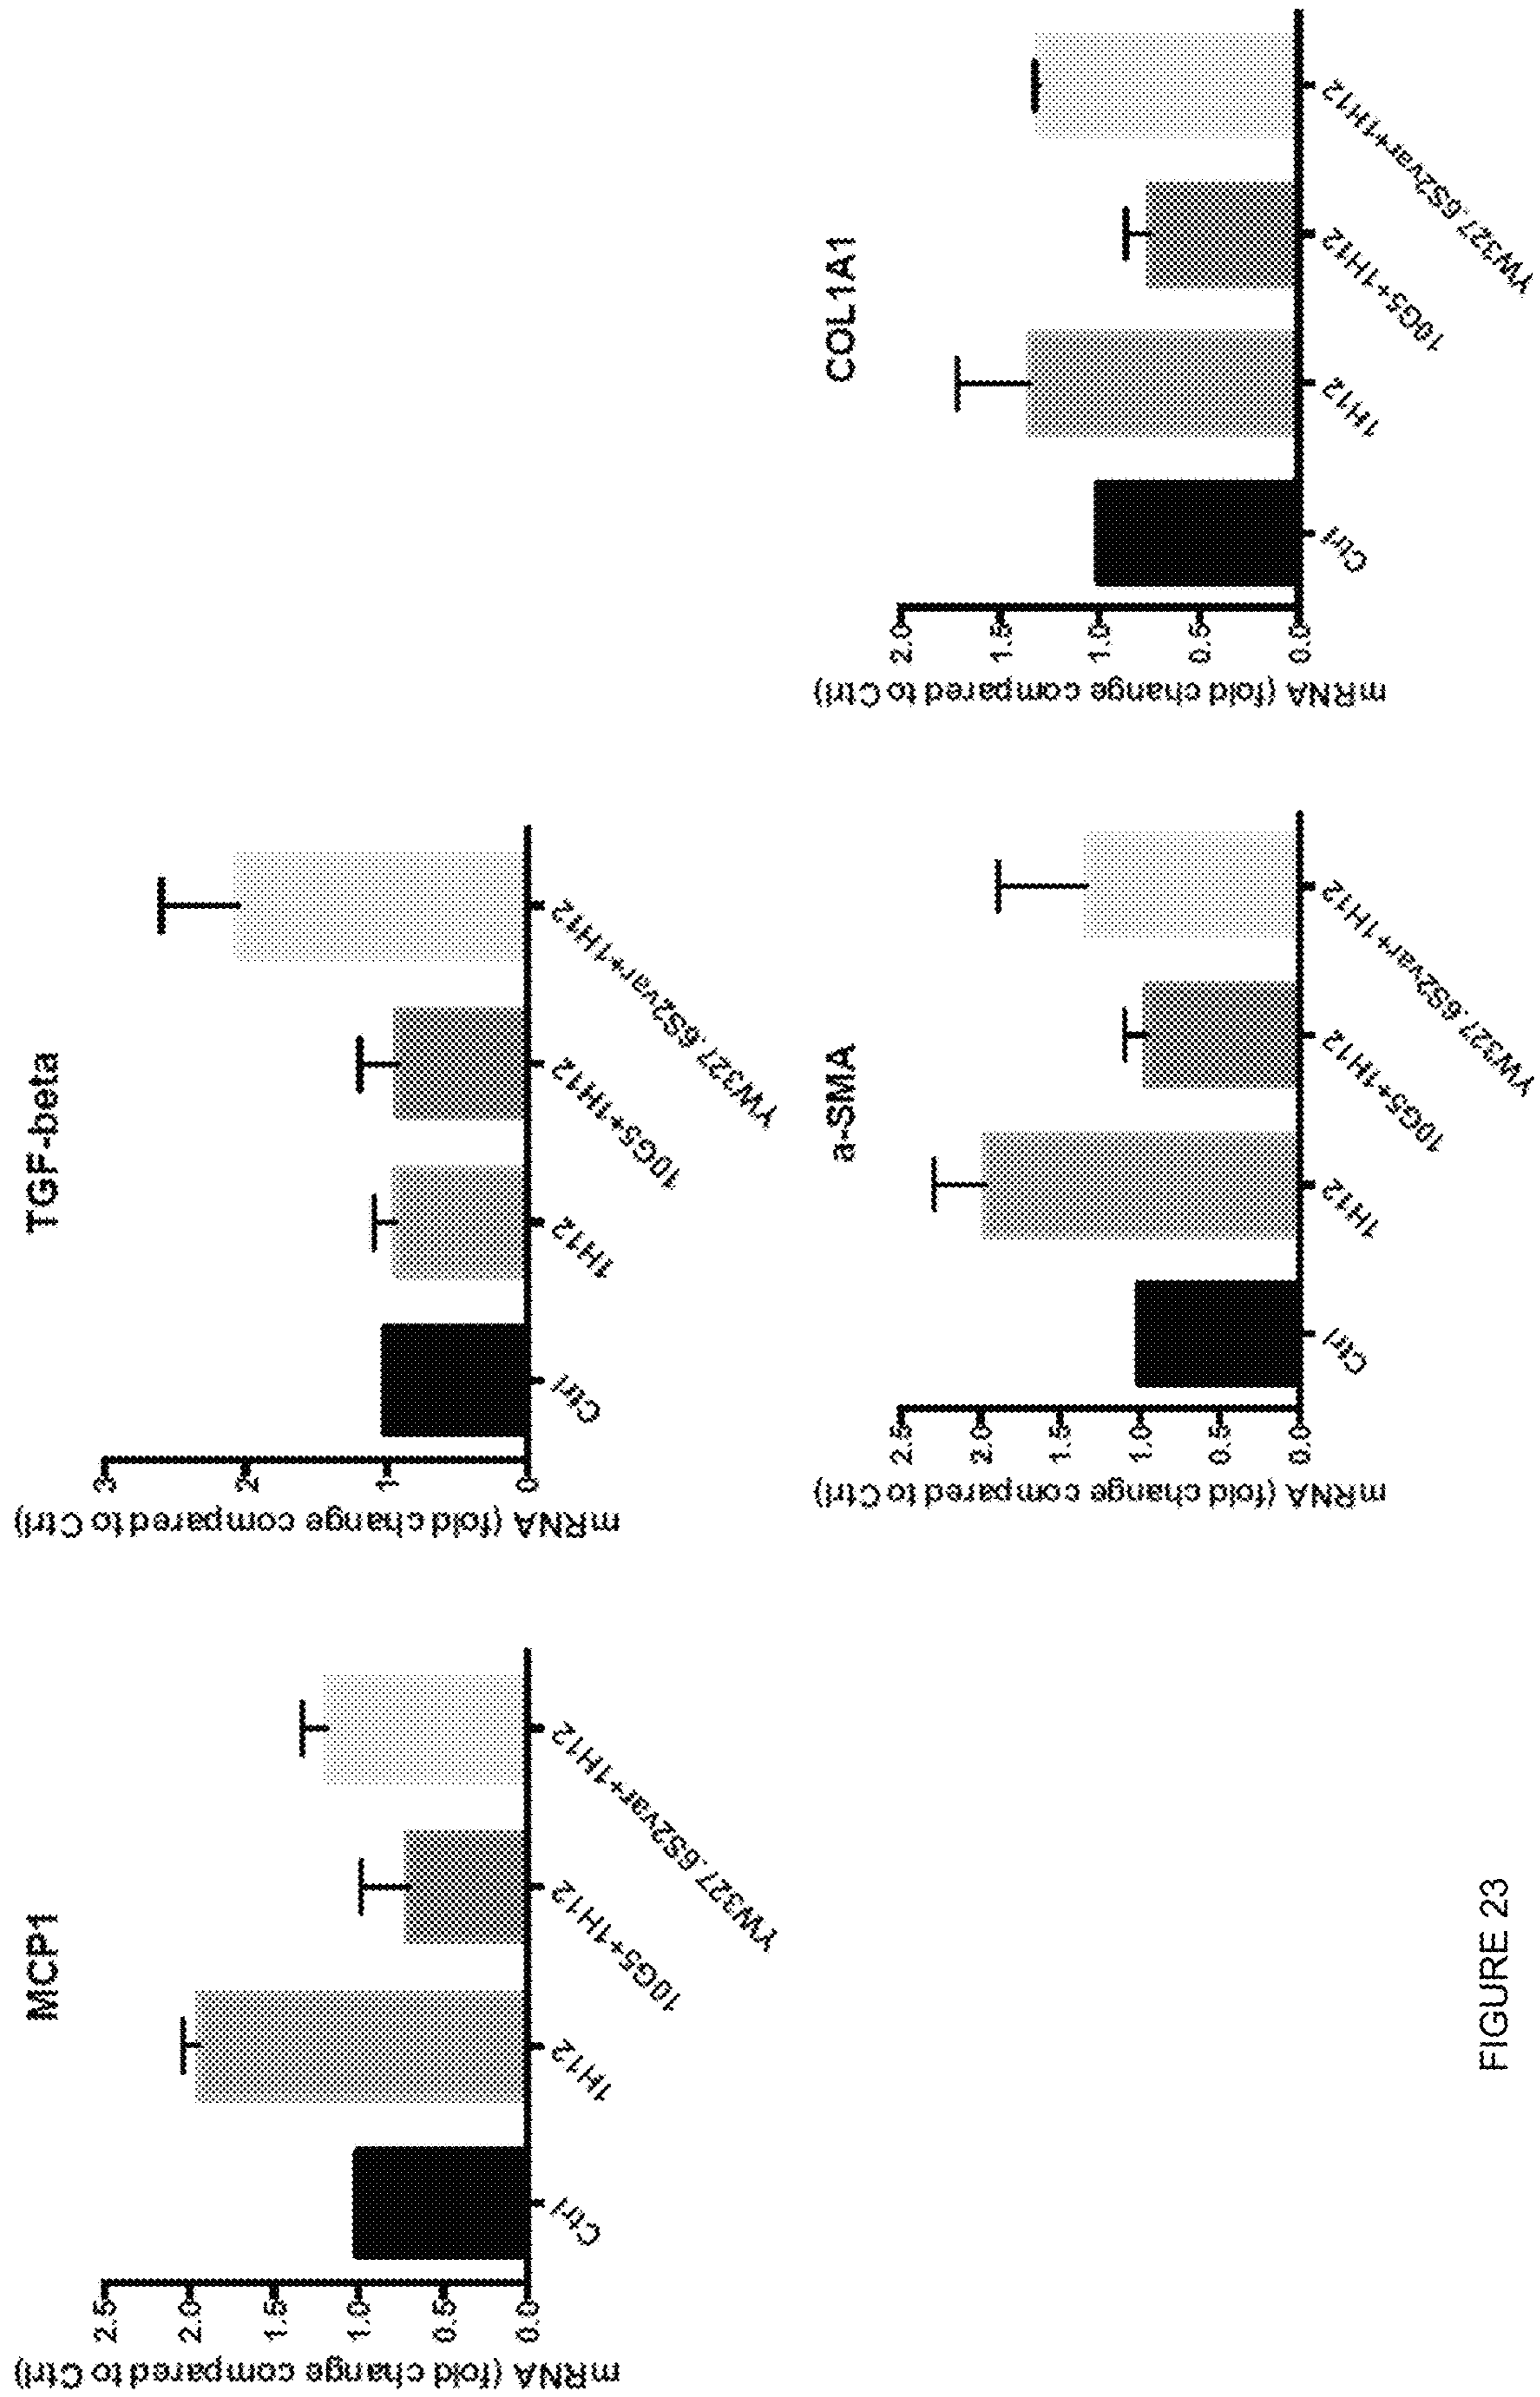 MCP1
mRNA (fold change compared to Ctrl)
2.5
2.0
1.5
1.0
0.5
0.0
Ctrl
1H12
10G5+1H12
YW327.6S2var+1H12
TGF-beta
mRNA (fold change compared to Ctrl)
3
2
1
0
Ctrl
1H12
10G5+1H12
YW327.6S2var+1H12
a-SMA
mRNA (fold change compared to Ctrl)
2.5
2.0
1.5
1.0
0.5
0.0
Ctrl
1H12
10G5+1H12
YW327.6S2var+1H12
COL1A1
mRNA (fold change compared to Ctrl)
2.0
1.5
1.0
0.5
0.0
Ctrl
1H12
10G5+1H12
YW327.6S2var+1H12
FIGURE 23